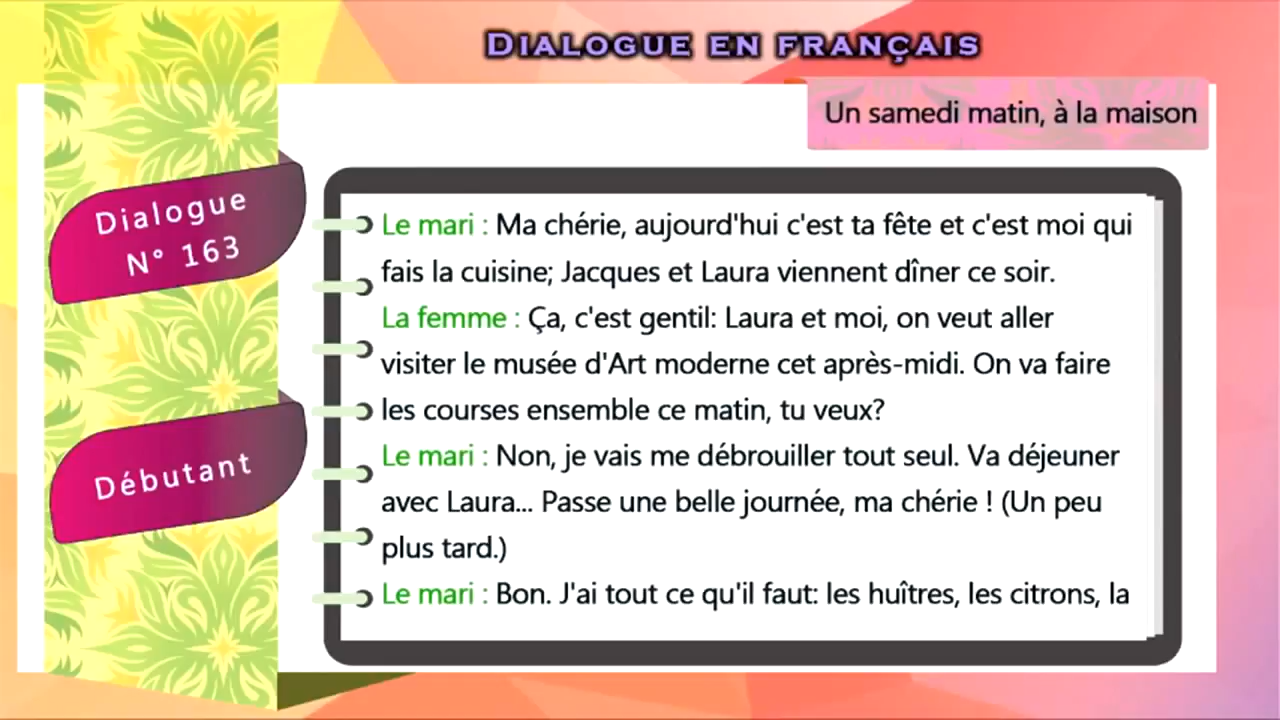 DIALOGUE EN FRANÇAIS
Un samedi matin, à la maison
Dialogue
N° 163
Débutant
Le mari : Ma chérie, aujourd'hui c'est ta fête et c'est moi qui
fais la cuisine; Jacques et Laura viennent dîner ce soir.
La femme : Ça, c'est gentil: Laura et moi, on veut aller
visiter le musée d'Art moderne cet après-midi. On va faire
les courses ensemble ce matin, tu veux?
Le mari : Non, je vais me débrouiller tout seul. Va déjeuner
avec Laura... Passe une belle journée, ma chérie ! (Un peu
plus tard.)
Le mari : Bon. J'ai tout ce qu'il faut: les huîtres, les citrons, la